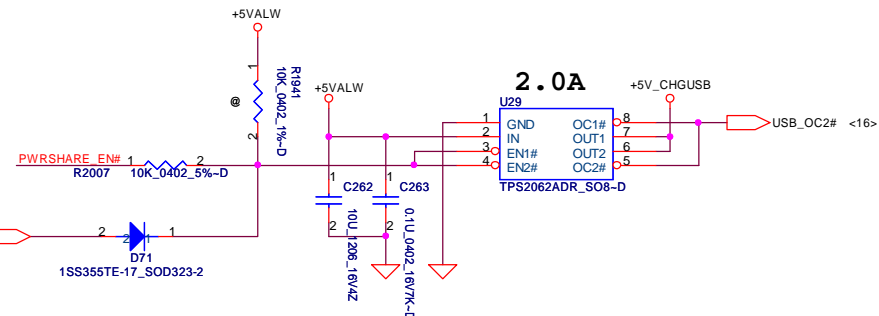 +5VALW
1
R1941
10K_0402_1%~D
@
2
+5VALW
2.0A
+5V_CHGUSB
U29
1 GND OC1# 8
2 IN OUT1 7
3 EN1# OUT2 6
4 EN2# OC2# 5
TPS2062ADR_SO8~D
USB_OC2# <16>
PWRSHARE_EN# 1 2
R2007 10K_0402_5%~D
1 C262 1 C263
2 2
10U_1206_16V4Z
0.1U_0402_16V7K~D
2 2 1 1
D71
1SS355TE-17_SOD323-2